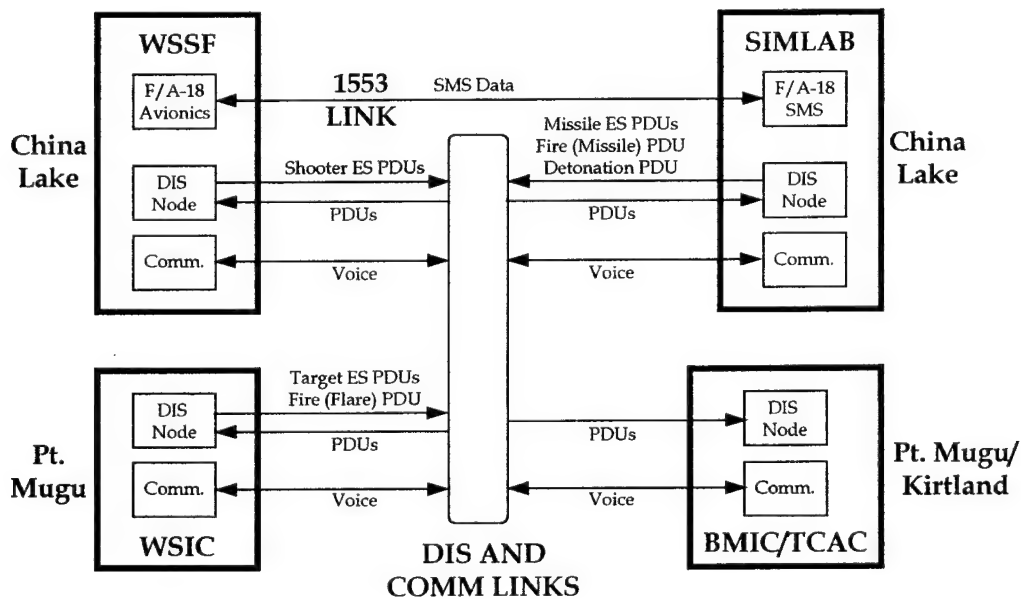 WSSF
F/A-18
Avionics
DIS
Node
Comm.
China
Lake
1553
LINK
SMS Data
Shooter ES PDUs
PDUs
Voice
Missile ES PDUs
Fire (Missile) PDU
Detonation PDU
PDUs
Voice
SIMLAB
F/A-18
SMS
DIS
Node
Comm.
China
Lake
Pt.
Mugu
DIS
Node
Comm.
WSIC
Target ES PDUs
Fire (Flare) PDU
PDUs
Voice
DIS AND
COMM LINKS
PDUs
Voice
DIS
Node
Comm.
BMIC/TCAC
Pt. Mugu/
Kirtland